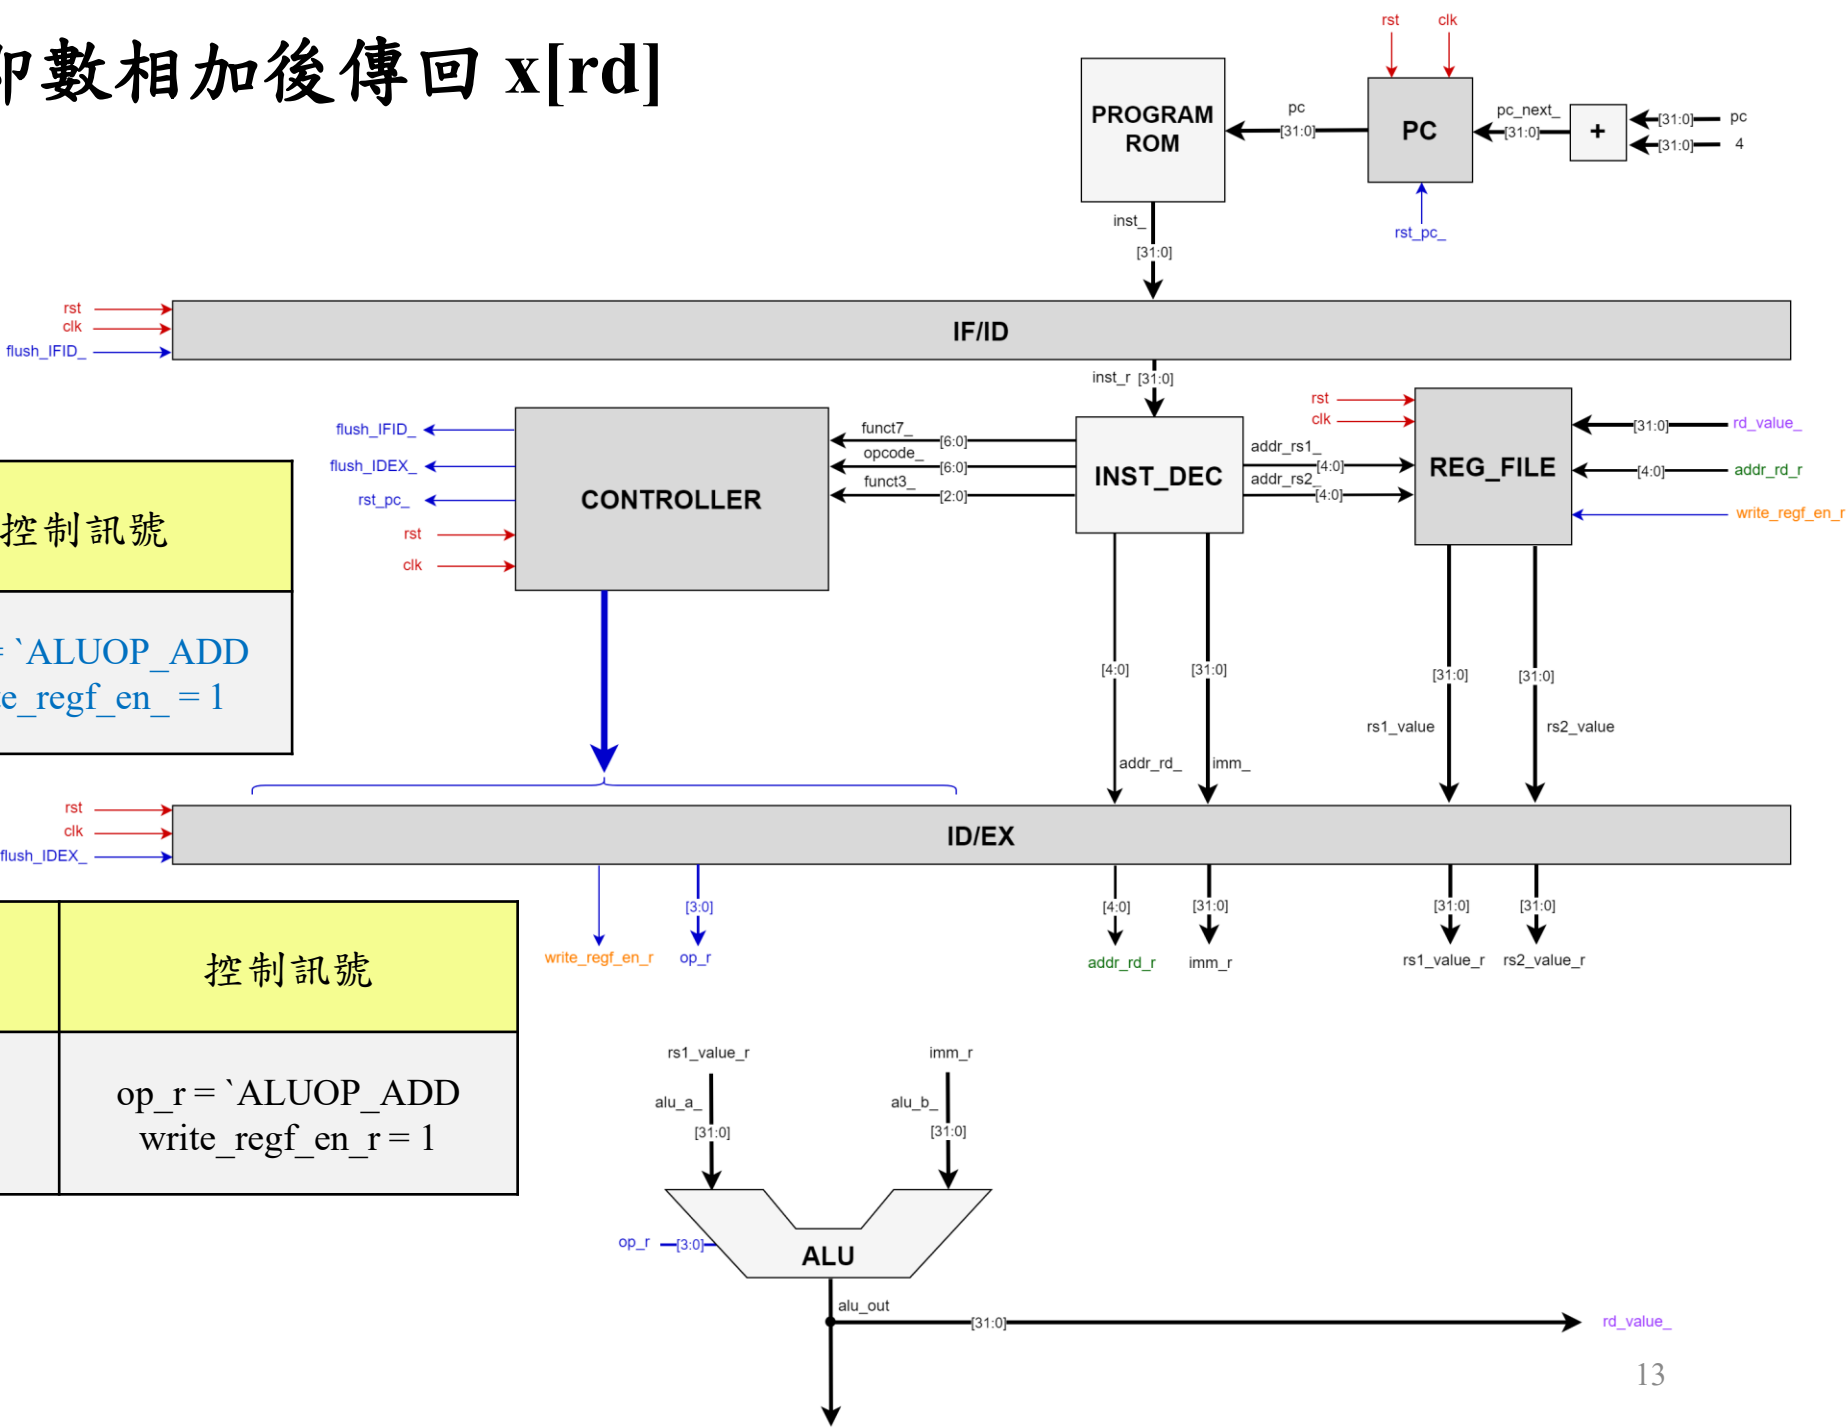 數相加後傳回 x[rd]
rst
clk
PROGRAM
ROM
pc
[31:0]
PC
pc_next_
[31:0]
+
[31:0]
pc
[31:0]
4
rst_pc_
inst_
[31:0]
rst
clk
flush_IFID_
IF/ID
inst_r [31:0]
flush_IFID_
flush_IDEX_
rst_pc_
rst
clk
CONTROLLER
funct7_
[6:0]
opcode_
[6:0]
funct3_
[2:0]
INST_DEC
addr_rs1_
[4:0]
addr_rs2_
[4:0]
rst
clk
REG_FILE
[31:0]
rd_value_
[4:0]
addr_rd_r
write_regf_en_r
控制訊號
= `ALUOP_ADD
e_regf_en_ = 1
[4:0]
[31:0]
[31:0]
[31:0]
rs1_value
rs2_value
addr_rd_
imm_
rst
clk
flush_IDEX_
ID/EX
[3:0]
[4:0]
[31:0]
[31:0]
[31:0]
write_regf_en_r
op_r
addr_rd_r
imm_r
rs1_value_r
rs2_value_r
控制訊號
op_r = `ALUOP_ADD
write_regf_en_r = 1
rs1_value_r
imm_r
alu_a_
[31:0]
alu_b_
[31:0]
op_r
[3:0]
ALU
alu_out
[31:0]
rd_value_
13